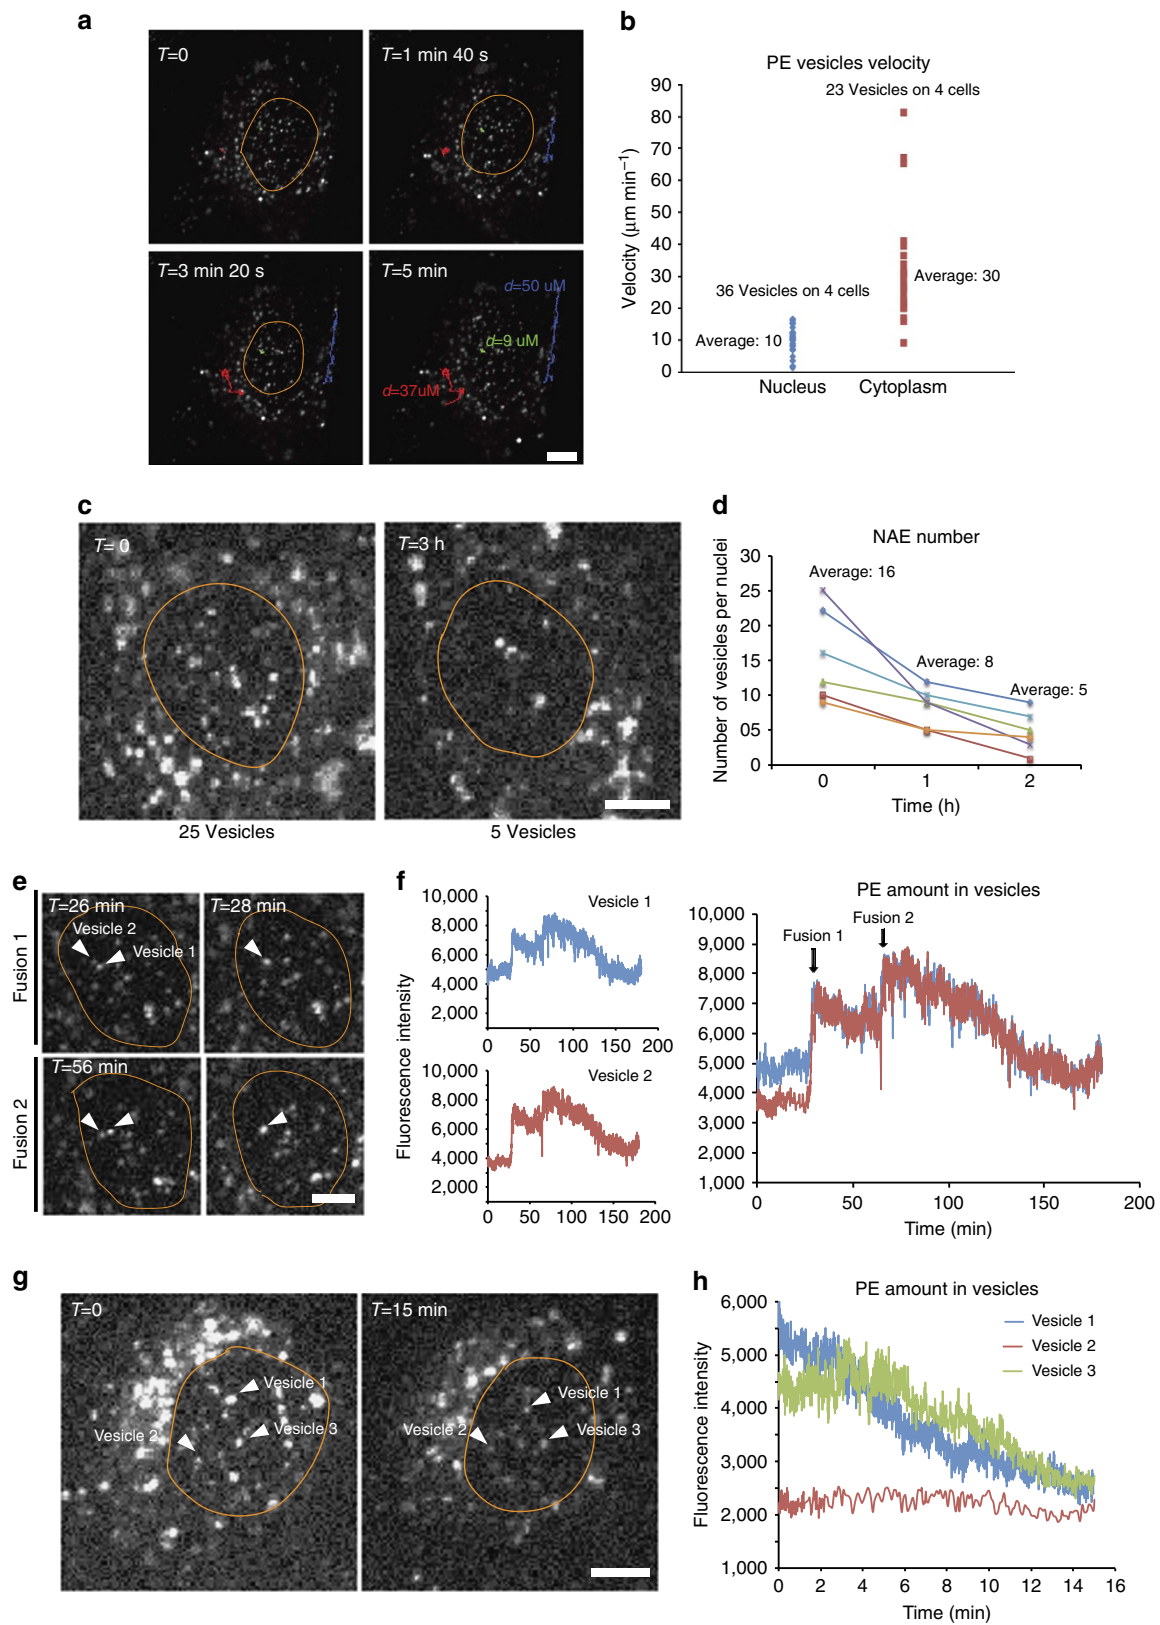 a
T=0
T=1 min 40 s
T=3 min 20 s
T=5 min
d=50 uM
d=9 uM
d=37uM
b
PE vesicles velocity
23 Vesicles on 4 cells
90
80
70
60
50
40
30
20
10
0
Velocity (µm min⁻¹)
36 Vesicles on 4 cells
Average: 30
Average: 10
Nucleus
Cytoplasm
c
T= 0
T=3 h
25 Vesicles
5 Vesicles
d
NAE number
Number of vesicles per nuclei
30
25
20
15
10
05
0
Average: 16
Average: 8
Average: 5
0
1
2
Time (h)
e
Fusion 1
T=26 min
Vesicle 2
Vesicle 1
T=28 min
Fusion 2
T=56 min
f
Fluorescence intensity
10,000
8,000
6,000
4,000
2,000
Vesicle 1
0 50 100 150 200
10,000
8,000
6,000
4,000
2,000
Vesicle 2
0 50 100 150 200
PE amount in vesicles
10,000
9,000
8,000
7,000
6,000
5,000
4,000
3,000
2,000
1,000
Fusion 1
Fusion 2
0 50 100 150 200
Time (min)
g
T=0
Vesicle 1
Vesicle 3
Vesicle 2
T=15 min
Vesicle 1
Vesicle 2
Vesicle 3
h
PE amount in vesicles
Fluorescence intensity
6,000
5,000
4,000
3,000
2,000
1,000
Vesicle 1
Vesicle 2
Vesicle 3
0 2 4 6 8 10 12 14 16
Time (min)